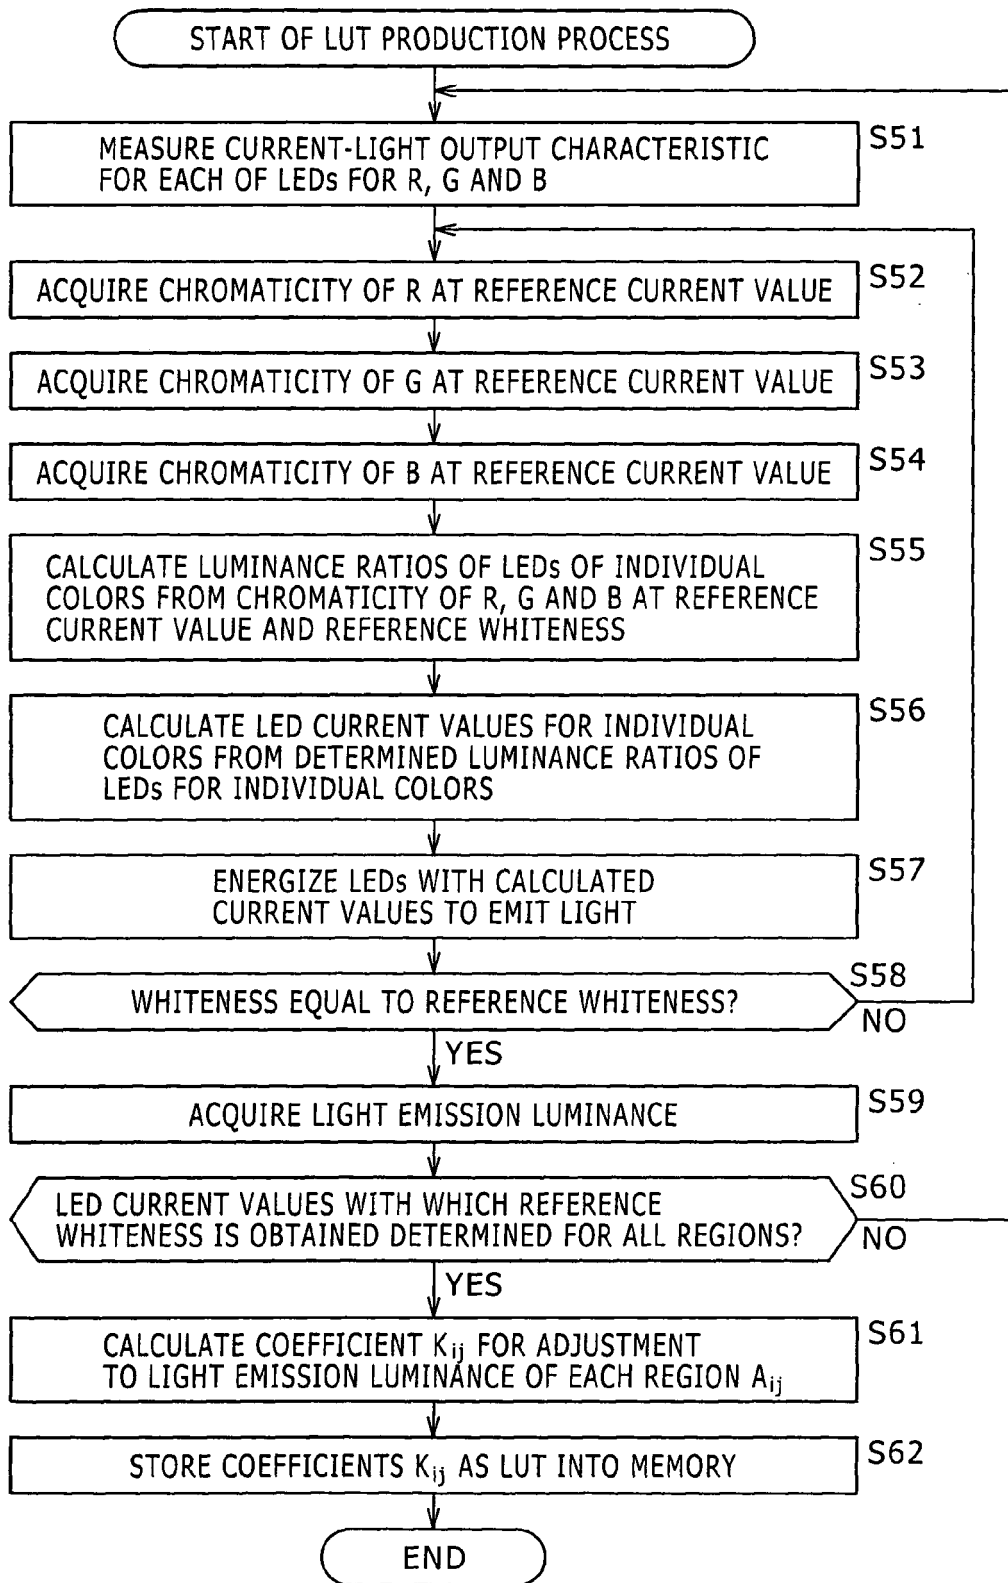 START OF LUT PRODUCTION PROCESS
MEASURE CURRENT-LIGHT OUTPUT CHARACTERISTIC
FOR EACH OF LEDs FOR R, G AND B
S51
ACQUIRE CHROMATICITY OF R AT REFERENCE CURRENT VALUE
S52
ACQUIRE CHROMATICITY OF G AT REFERENCE CURRENT VALUE
S53
ACQUIRE CHROMATICITY OF B AT REFERENCE CURRENT VALUE
S54
CALCULATE LUMINANCE RATIOS OF LEDs OF INDIVIDUAL
COLORS FROM CHROMATICITY OF R, G AND B AT REFERENCE
CURRENT VALUE AND REFERENCE WHITENESS
S55
CALCULATE LED CURRENT VALUES FOR INDIVIDUAL
COLORS FROM DETERMINED LUMINANCE RATIOS OF
LEDs FOR INDIVIDUAL COLORS
S56
ENERGIZE LEDs WITH CALCULATED
CURRENT VALUES TO EMIT LIGHT
S57
WHITENESS EQUAL TO REFERENCE WHITENESS?
S58
NO
YES
ACQUIRE LIGHT EMISSION LUMINANCE
S59
LED CURRENT VALUES WITH WHICH REFERENCE
WHITENESS IS OBTAINED DETERMINED FOR ALL REGIONS?
S60
NO
YES
CALCULATE COEFFICIENT Kij FOR ADJUSTMENT
TO LIGHT EMISSION LUMINANCE OF EACH REGION Aij
S61
STORE COEFFICIENTS Kij AS LUT INTO MEMORY
S62
END